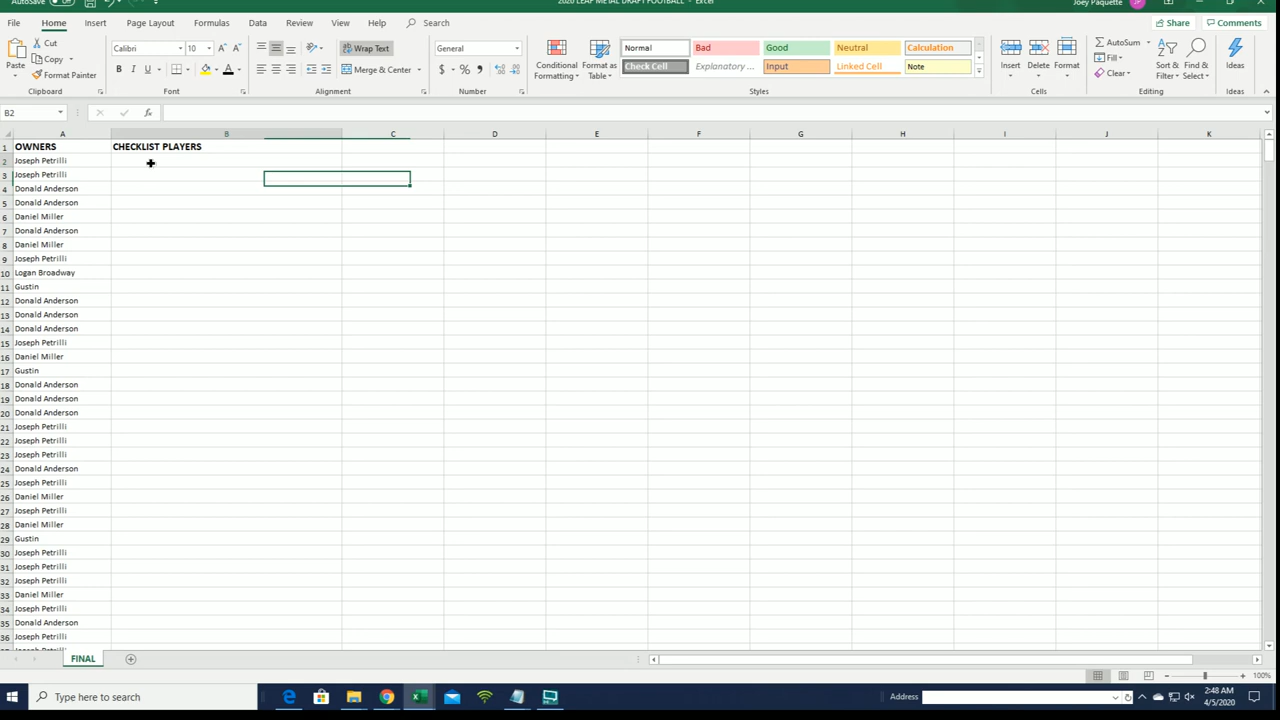 AutoSave Off 2020 LEAF METAL DRAFT FOOTBALL - Excel Joey Paquette JP
File Home Insert Page Layout Formulas Data Review View Help Search Share Comments
Paste Cut Copy Format Painter Clipboard
Calibri 10 B I U A A Font
Wrap Text Merge & Center Alignment
General $ % Number
Conditional Formatting Format as Table
Normal Bad Good Neutral Calculation
Check Cell Explanatory ... Input Linked Cell Note
Styles
Insert Delete Format Cells
AutoSum Fill Clear Sort & Filter Find & Select Editing
Ideas Ideas
B2 fx
A B C D E F G H I J K
1 OWNERS CHECKLIST PLAYERS
2 Joseph Petrilli
3 Joseph Petrilli
4 Donald Anderson
5 Donald Anderson
6 Daniel Miller
7 Donald Anderson
8 Daniel Miller
9 Joseph Petrilli
10 Logan Broadway
11 Gustin
12 Donald Anderson
13 Donald Anderson
14 Donald Anderson
15 Joseph Petrilli
16 Daniel Miller
17 Gustin
18 Donald Anderson
19 Donald Anderson
20 Donald Anderson
21 Joseph Petrilli
22 Joseph Petrilli
23 Joseph Petrilli
24 Donald Anderson
25 Joseph Petrilli
26 Daniel Miller
27 Joseph Petrilli
28 Daniel Miller
29 Gustin
30 Joseph Petrilli
31 Joseph Petrilli
32 Joseph Petrilli
33 Daniel Miller
34 Joseph Petrilli
35 Donald Anderson
36 Joseph Petrilli
FINAL
100%
Type here to search Address 2:48 AM
4/5/2020